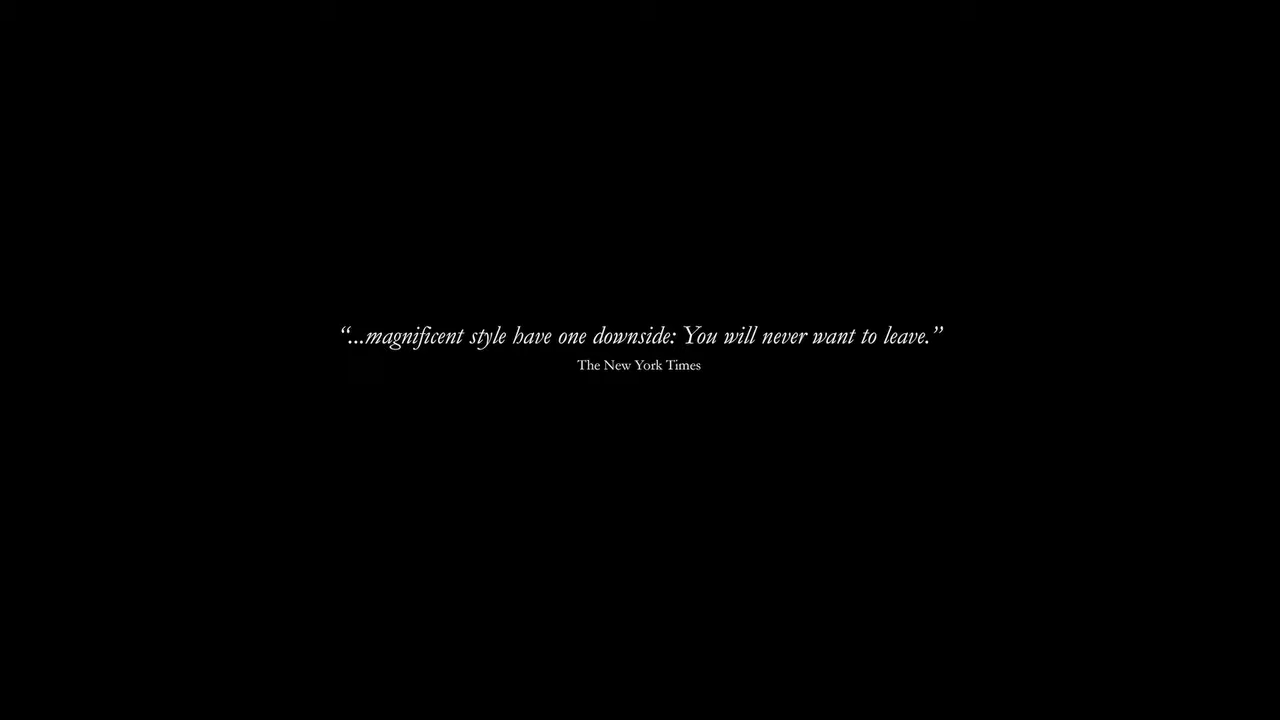 “...magnificent style have one downside: You will never want to leave.”
The New York Times